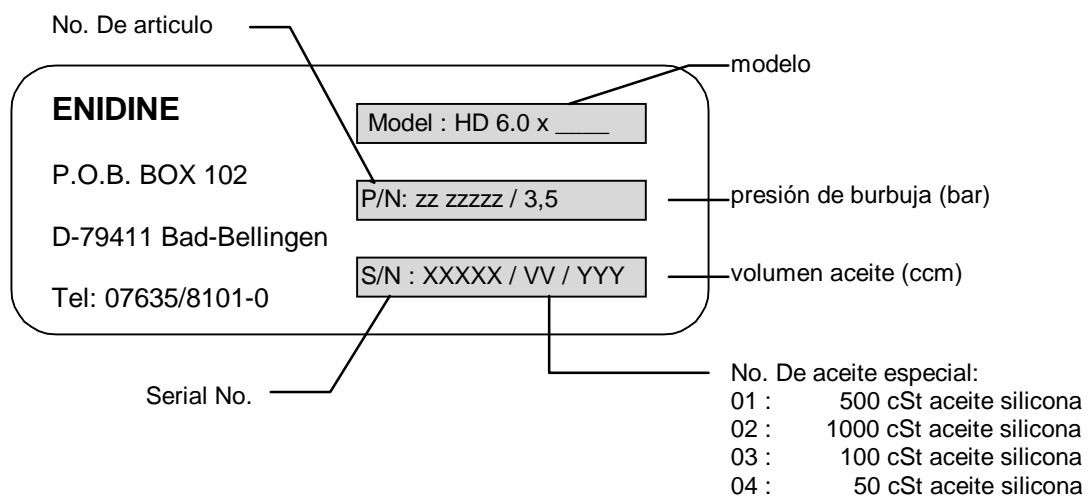 No. De articulo
modelo
ENIDINE
Model : HD 6.0 x ____
P.O.B. BOX 102
P/N: zz zzzzz / 3,5
presión de burbuja (bar)
D-79411 Bad-Bellingen
S/N : XXXXX / VV / YYY
volumen aceite (ccm)
Tel: 07635/8101-0
Serial No.
No. De aceite especial:
01 : 500 cSt aceite silicona
02 : 1000 cSt aceite silicona
03 : 100 cSt aceite silicona
04 : 50 cSt aceite silicona